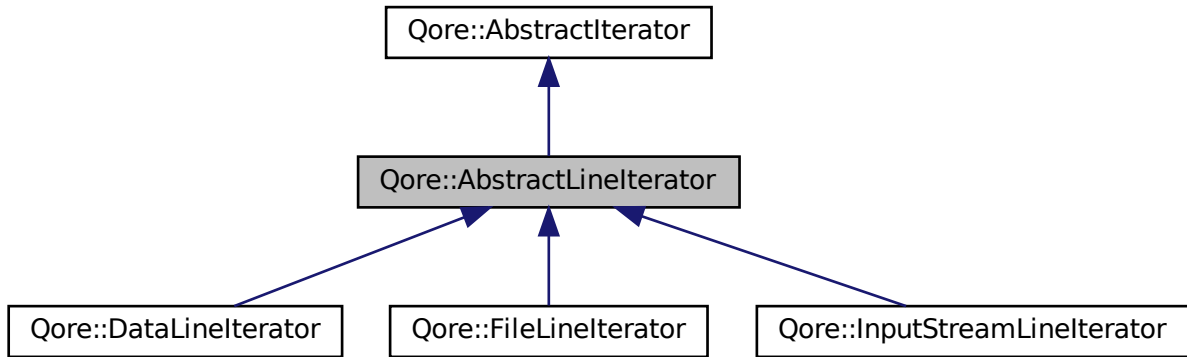 Qore::AbstractIterator
Qore::AbstractLineIterator
Qore::DataLineIterator
Qore::FileLineIterator
Qore::InputStreamLineIterator